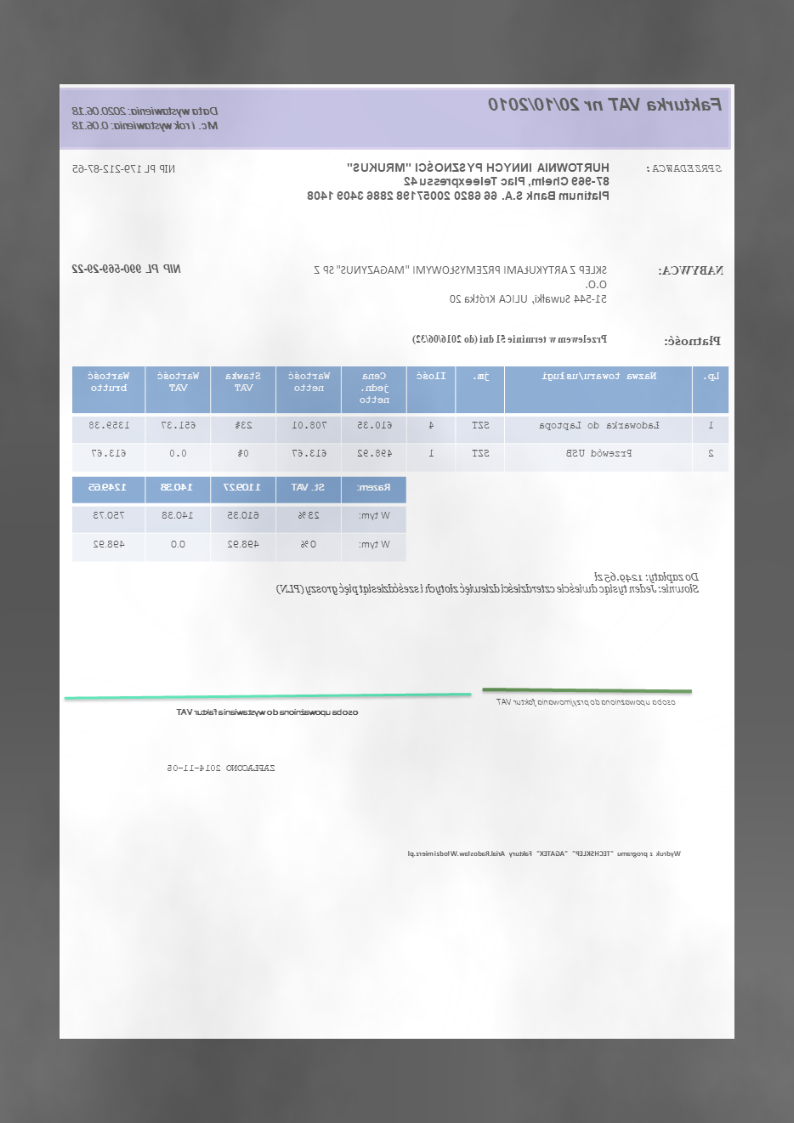 Fakturka VAT nr 20/10/2010
Data wystawienia: 2020.06.18
Mc. i rok wystawienia: 0.06.18
SPRZEDAWCA: HURTOWNIA INNYCH PYSZNOŚCI "MRUKUS" NIP PL 179-212-87-65
87-969 Chełm, Plac Teleexpressu 42
Platinum Bank S.A. 66 6820 20057198 2886 3409 1408
NABYWCA: SKLEP Z ARTYKUŁAMI PRZEMYSŁOWYMI "MAGAZYNUS" SP Z NIP PL 990-569-29-22
O.O.
51-544 Suwałki, ULICA Krótka 20
Płatność: Przelewem w terminie 51 dni (do 2016/06/32)
Lp. Nazwa towaru/usługi jm. Ilość Cena jedn. netto Wartość netto Stawka VAT Wartość VAT Wartość brutto
1 Ładowarka do Laptopa SZT 4 610.35 708.01 23% 651.37 1359.38
2 Przewód USB SZT 1 498.92 613.67 0% 0.0 613.67
Razem: St. VAT 1109.27 140.38 1249.65
W tym: 23% 610.35 140.38 750.73
W tym: 0% 498.92 0.0 498.92
Do zapłaty: 1249.65 zł
Słownie: Jeden tysiąc dwieście czterdzieści dziewięć złotych i sześćdziesiąt pięć groszy (PLN)
osoba upoważniona do przyjmowania faktur VAT
osoba upoważniona do wystawiania faktur VAT
ZAPŁACONO 2014-11-05
Wydruk z programu "TECHSKLEP" "AGATEK" Faktury Arial.Radosław.Włodzimierz.pl